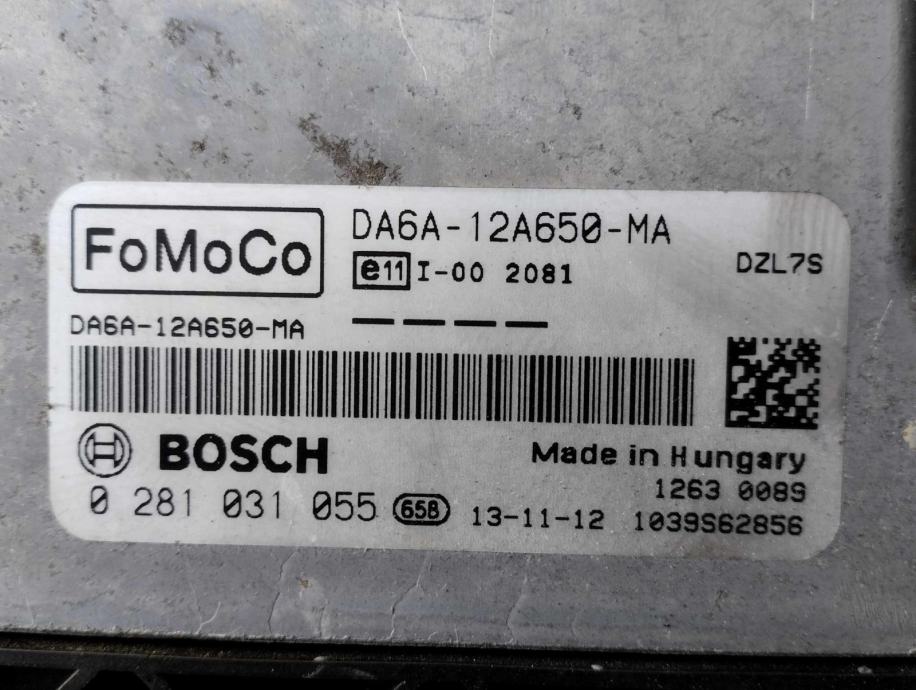 FoMoCo
DA6A-12A650-MA
e11 I-00 2081
DZL7S
DA6A-12A650-MA
BOSCH
Made in Hungary
1263 0089
0 281 031 055 65B 13-11-12 1039S62856